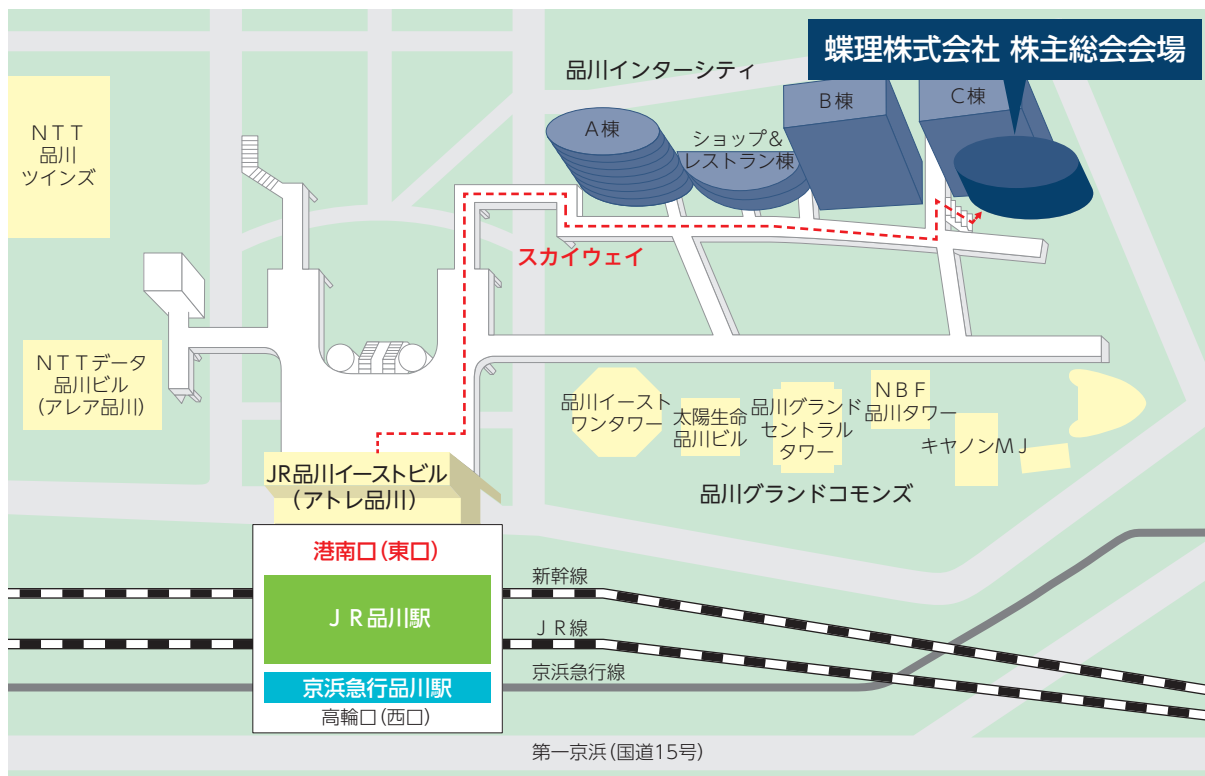 蝶理株式会社 株主総会会場
品川インターシティ
A棟
ショップ&
レストラン棟
B棟
C棟
NTT
品川
ツインズ
スカイウェイ
NTTデータ
品川ビル
(アレア品川)
品川イースト
ワンタワー
太陽生命
品川ビル
品川グランド
セントラル
タワー
NBF
品川タワー
キヤノンMJ
品川グランドコモンズ
JR品川イーストビル
(アトレ品川)
港南口(東口)
JR品川駅
京浜急行品川駅
高輪口(西口)
新幹線
JR線
京浜急行線
第一京浜(国道15号)